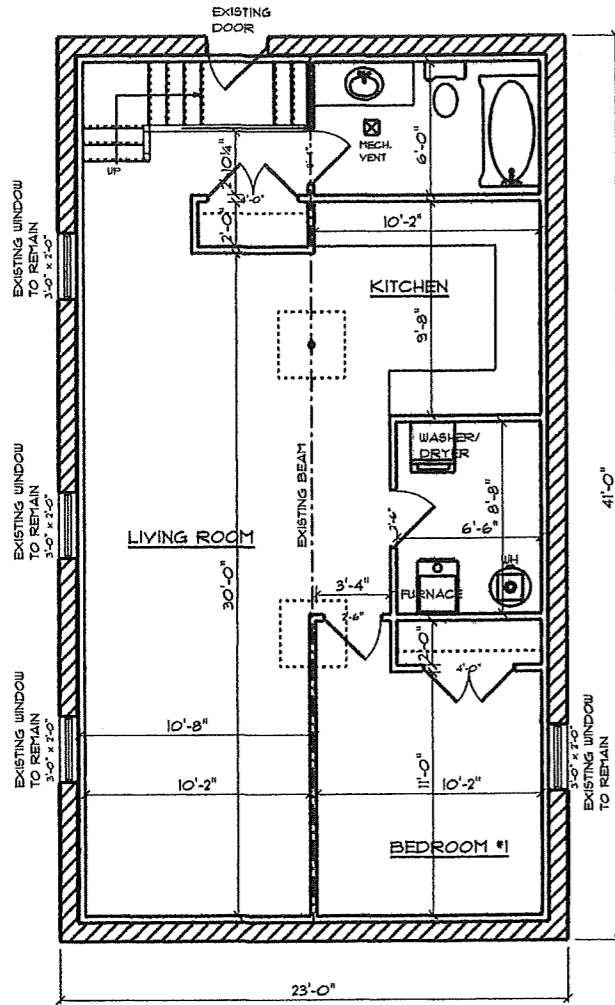 EXISTING
DOOR
UP
2'-10¼"
4'-0"
2'-0"
MECH.
VENT
6'-0"
10'-2"
KITCHEN
9'-8"
EXISTING WINDOW
TO REMAIN
3'-0" x 2'-0"
EXISTING BEAM
WASHER/
DRYER
8'-8"
2'-6"
6'-6"
41'-0"
EXISTING WINDOW
TO REMAIN
3'-0" x 2'-0"
LIVING ROOM
30'-0"
3'-4"
FURNACE
WH
2'-6"
2'-0"
4'-0"
EXISTING WINDOW
TO REMAIN
3'-0" x 2'-0"
10'-8"
10'-2"
11'-0"
10'-2"
3'-0" x 2'-0"
EXISTING WINDOW
TO REMAIN
BEDROOM #1
23'-0"